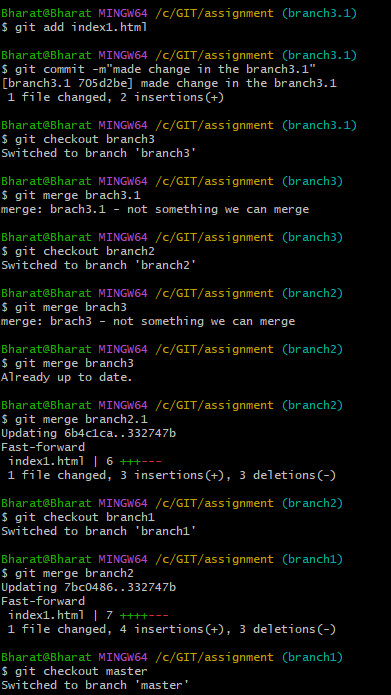 Bharat@Bharat MINGW64 /c/GIT/assignment (branch3.1)
$ git add index1.html
Bharat@Bharat MINGW64 /c/GIT/assignment (branch3.1)
$ git commit -m"made change in the branch3.1"
[branch3.1 705d2be] made change in the branch3.1
1 file changed, 2 insertions(+)
Bharat@Bharat MINGW64 /c/GIT/assignment (branch3.1)
$ git checkout branch3
Switched to branch 'branch3'
Bharat@Bharat MINGW64 /c/GIT/assignment (branch3)
$ git merge brach3.1
merge: brach3.1 - not something we can merge
Bharat@Bharat MINGW64 /c/GIT/assignment (branch3)
$ git checkout branch2
Switched to branch 'branch2'
Bharat@Bharat MINGW64 /c/GIT/assignment (branch2)
$ git merge brach3
merge: brach3 - not something we can merge
Bharat@Bharat MINGW64 /c/GIT/assignment (branch2)
$ git merge branch3
Already up to date.
Bharat@Bharat MINGW64 /c/GIT/assignment (branch2)
$ git merge branch2.1
Updating 6b4c1ca..332747b
Fast-forward
index1.html | 6 +++---
1 file changed, 3 insertions(+), 3 deletions(-)
Bharat@Bharat MINGW64 /c/GIT/assignment (branch2)
$ git checkout branch1
Switched to branch 'branch1'
Bharat@Bharat MINGW64 /c/GIT/assignment (branch1)
$ git merge branch2
Updating 7bc0486..332747b
Fast-forward
index1.html | 7 ++++---
1 file changed, 4 insertions(+), 3 deletions(-)
Bharat@Bharat MINGW64 /c/GIT/assignment (branch1)
$ git checkout master
Switched to branch 'master'